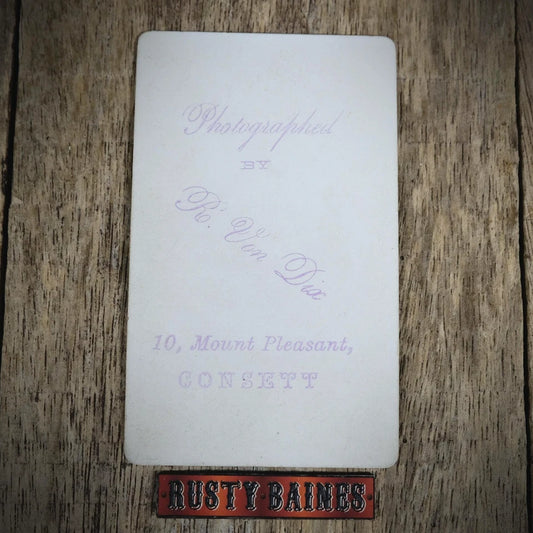 Photographed
BY
R. Von Dix
10, Mount Pleasant,
CONSETT
·RUSTY·BAINES·